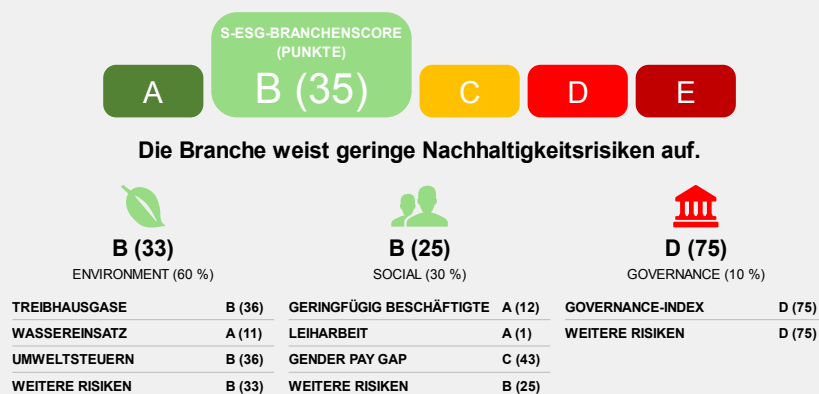 S-ESG-BRANCHENSCORE
(PUNKTE)
A
B (35)
C
D
E
Die Branche weist geringe Nachhaltigkeitsrisiken auf.
B (33)
ENVIRONMENT (60 %)
TREIBHAUSGASE B (36)
WASSEREINSATZ A (11)
UMWELTSTEUERN B (36)
WEITERE RISIKEN B (33)
B (25)
SOCIAL (30 %)
GERINGFÜGIG BESCHÄFTIGTE A (12)
LEIHARBEIT A (1)
GENDER PAY GAP C (43)
WEITERE RISIKEN B (25)
D (75)
GOVERNANCE (10 %)
GOVERNANCE-INDEX D (75)
WEITERE RISIKEN D (75)